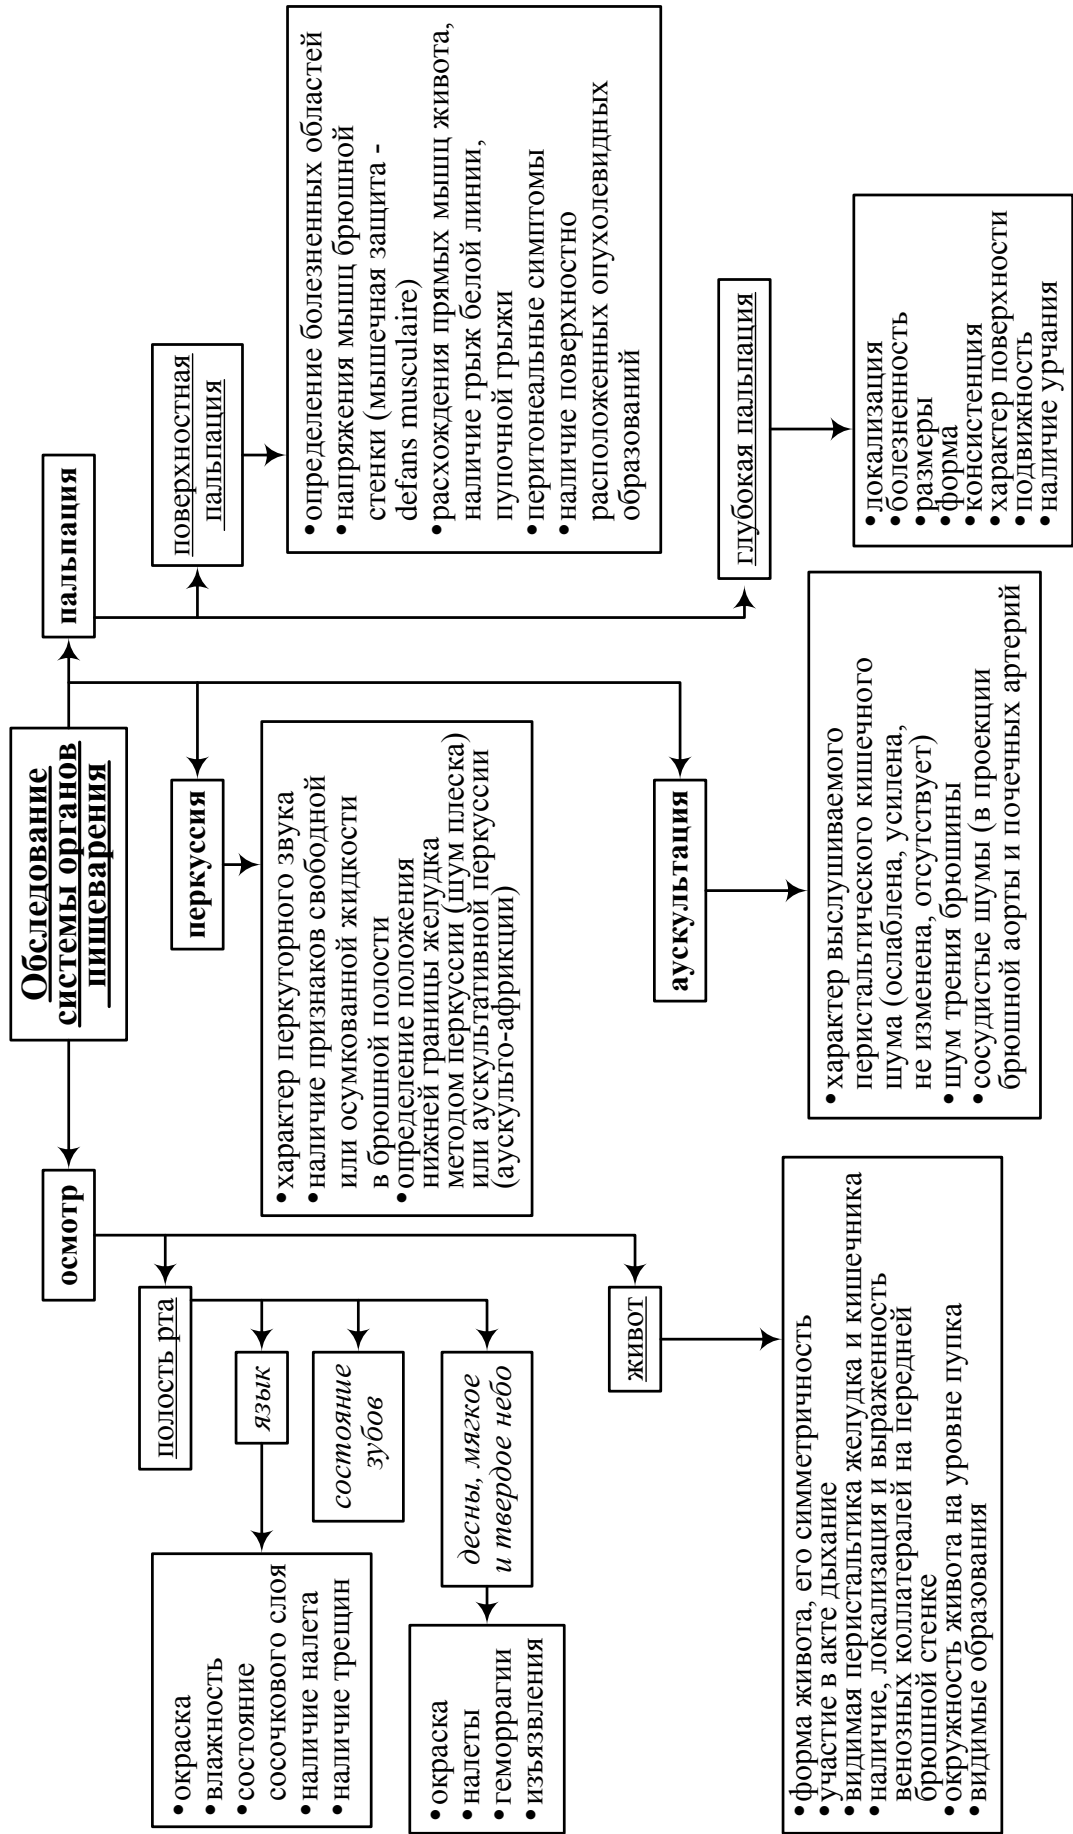 Обследование
системы органов
пищеварения
осмотр
полость рта
язык
• окраска
• влажность
• состояние
сосочкового слоя
• наличие налета
• наличие трещин
состояние
зубов
десны, мягкое
и твердое небо
• окраска
• налеты
• геморрагии
• изъязвления
живот
• форма живота, его симметричность
• участие в акте дыхание
• видимая перистальтика желудка и кишечника
• наличие, локализация и выраженность
венозных коллатералей на передней
брюшной стенке
• окружность живота на уровне пупка
• видимые образования
перкуссия
• характер перкуторного звука
• наличие признаков свободной
или осумкованной жидкости
в брюшной полости
• определение положения
нижней границы желудка
методом перкуссии (шум плеска)
или аускультативной перкуссии
(аускульто-африкции)
аускультация
• характер выслушиваемого
перистальтического кишечного
шума (ослаблена, усилена,
не изменена, отсутствует)
• шум трения брюшины
• сосудистые шумы (в проекции
брюшной аорты и почечных артерий
пальпация
поверхностная
пальпация
• определение болезненных областей
• напряжения мышц брюшной
стенки (мышечная защита -
defans musculaire)
• расхождения прямых мышц живота,
наличие грыж белой линии,
пупочной грыжи
• перитонеальные симптомы
• наличие поверхностно
расположенных опухолевидных
образований
глубокая пальпация
• локализация
• болезненность
• размеры
• форма
• консистенция
• характер поверхности
• подвижность
• наличие урчания